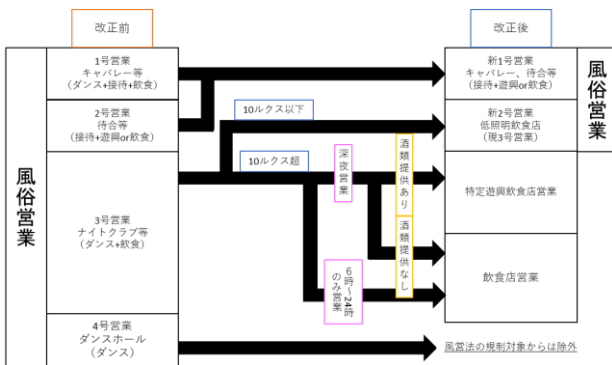 改正前
改正後
風俗営業
1号営業
キャバレー等
(ダンス+接待+飲食)
2号営業
待合等
(接待+遊興or飲食)
3号営業
ナイトクラブ等
(ダンス+飲食)
4号営業
ダンスホール
(ダンス)
10ルクス以下
10ルクス超
深夜営業
6時～24時
のみ営業
酒類提供あり
酒類提供なし
新1号営業
キャバレー、待合等
(接待+遊興or飲食)
新2号営業
低照明飲食店
(現3号営業)
特定遊興飲食店営業
飲食店営業
風俗営業
風営法の規制対象からは除外